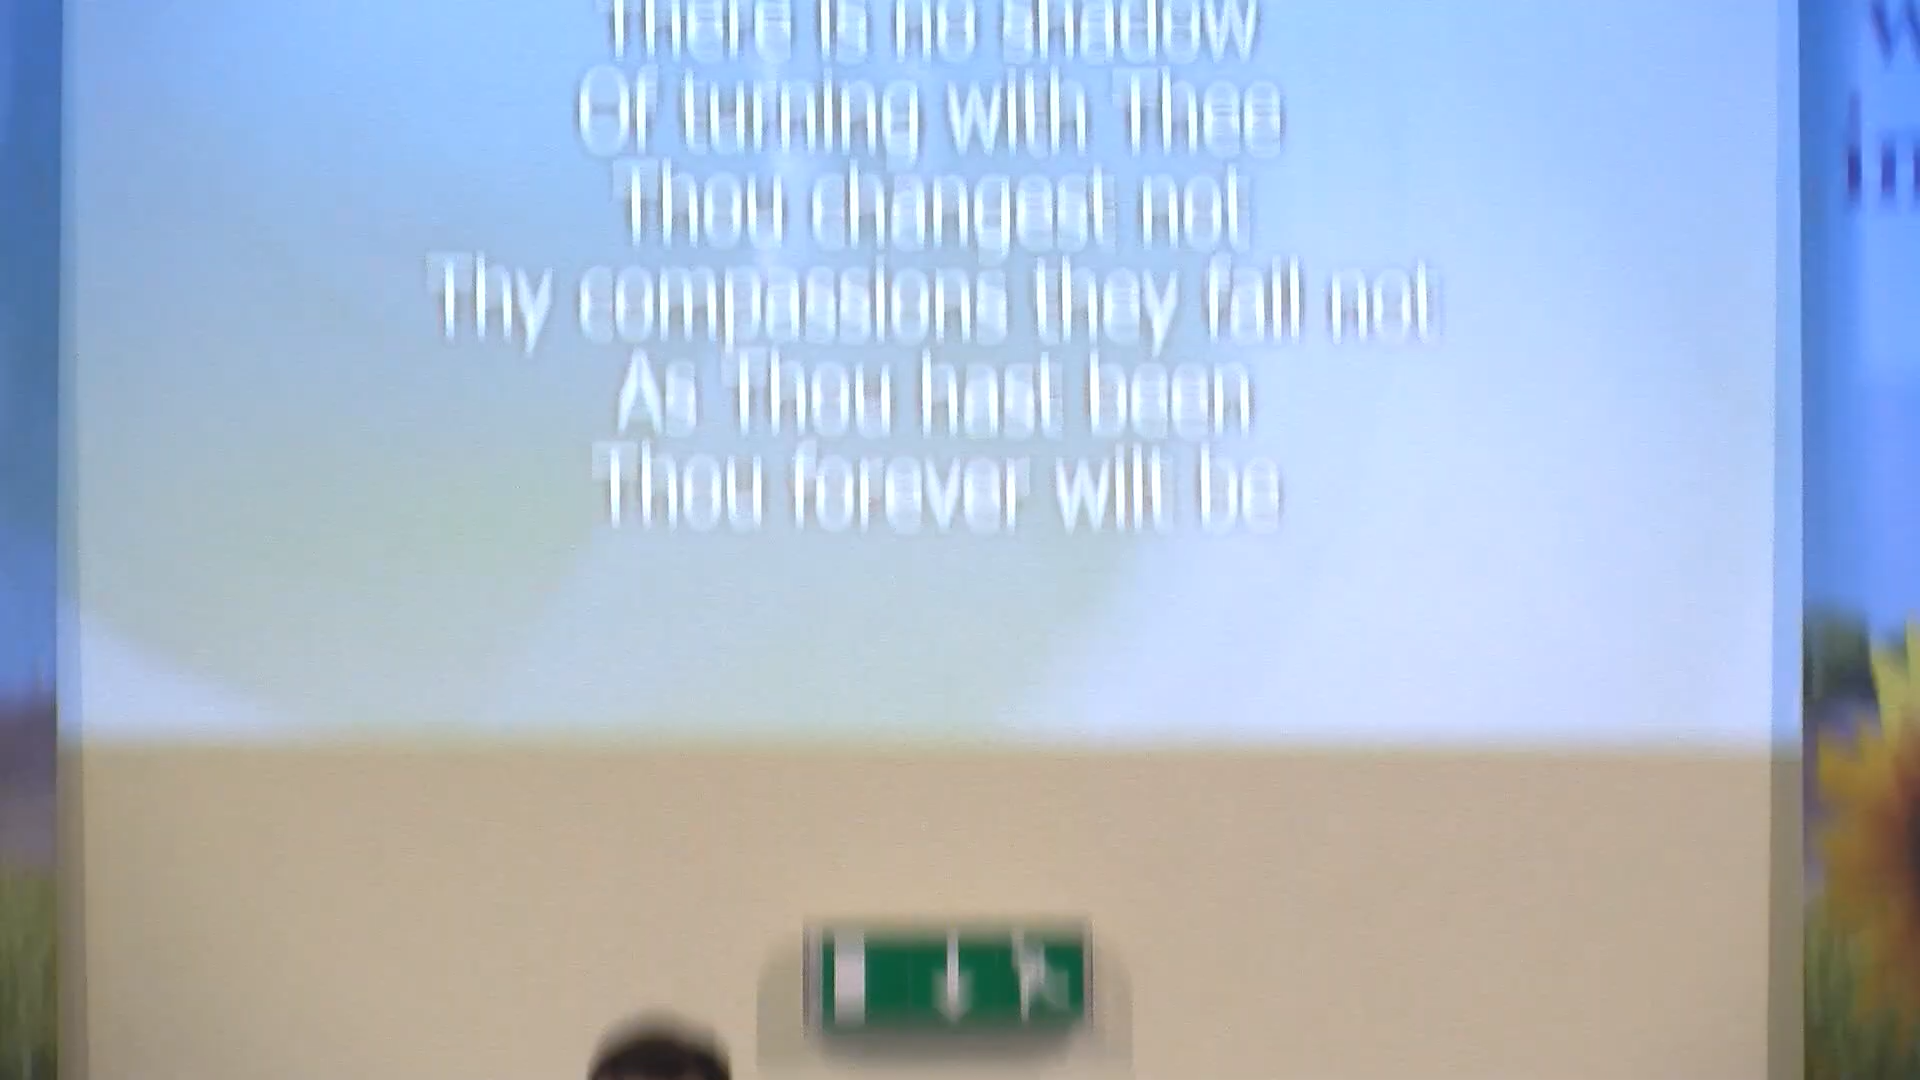 There is no shadow
Of turning with Thee
Thou changest not
Thy compassions they fail not
As Thou hast been
Thou forever wilt be